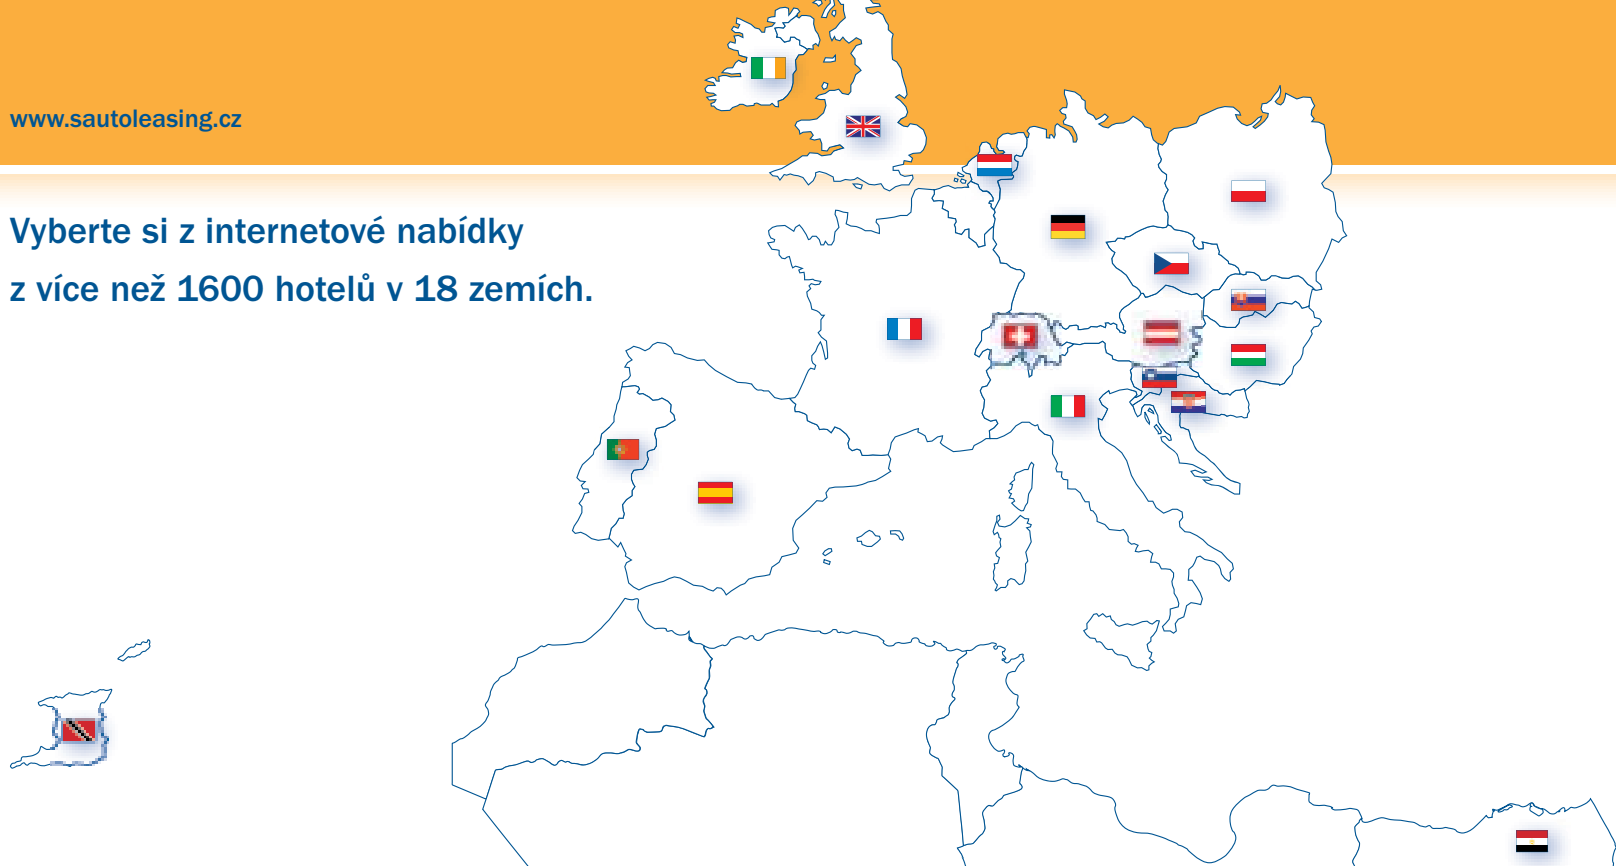 www.sautoleasing.cz
Vyberte si z internetové nabídky
z více než 1600 hotelů v 18 zemích.